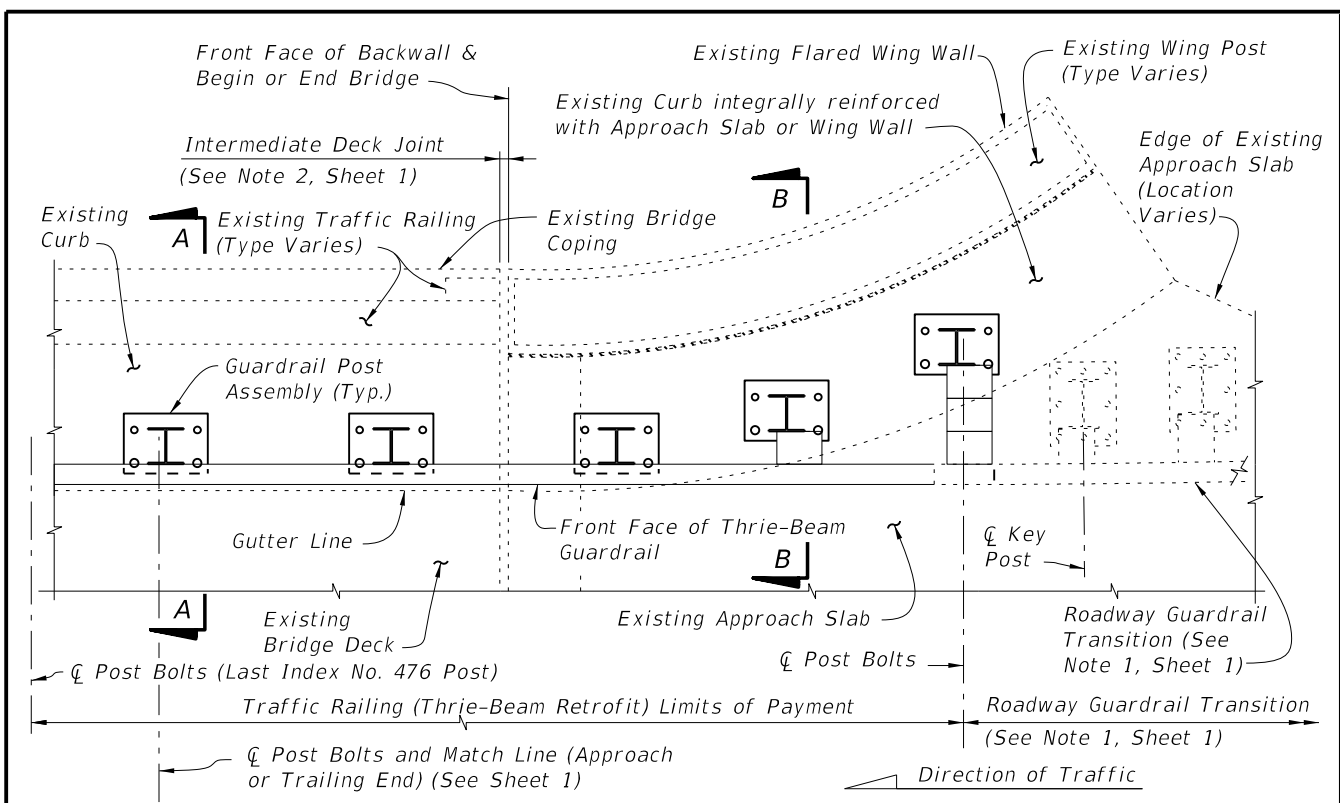 Front Face of Backwall &
Begin or End Bridge
Existing Flared Wing Wall
Existing Wing Post
(Type Varies)
Existing Curb integrally reinforced
with Approach Slab or Wing Wall
Intermediate Deck Joint
(See Note 2, Sheet 1)
Edge of Existing
Approach Slab
(Location
Varies)
B
Existing
Curb
A
Existing Traffic Railing
(Type Varies)
Existing Bridge
Coping
Guardrail Post
Assembly (Typ.)
Gutter Line
Front Face of Thrie-Beam
Guardrail
B
℄ Key
Post
A
Existing
Bridge Deck
Existing Approach Slab
Roadway Guardrail
Transition (See
Note 1, Sheet 1)
℄ Post Bolts (Last Index No. 476 Post)
℄ Post Bolts
Traffic Railing (Thrie-Beam Retrofit) Limits of Payment
Roadway Guardrail Transition
(See Note 1, Sheet 1)
℄ Post Bolts and Match Line (Approach
or Trailing End) (See Sheet 1)
Direction of Traffic